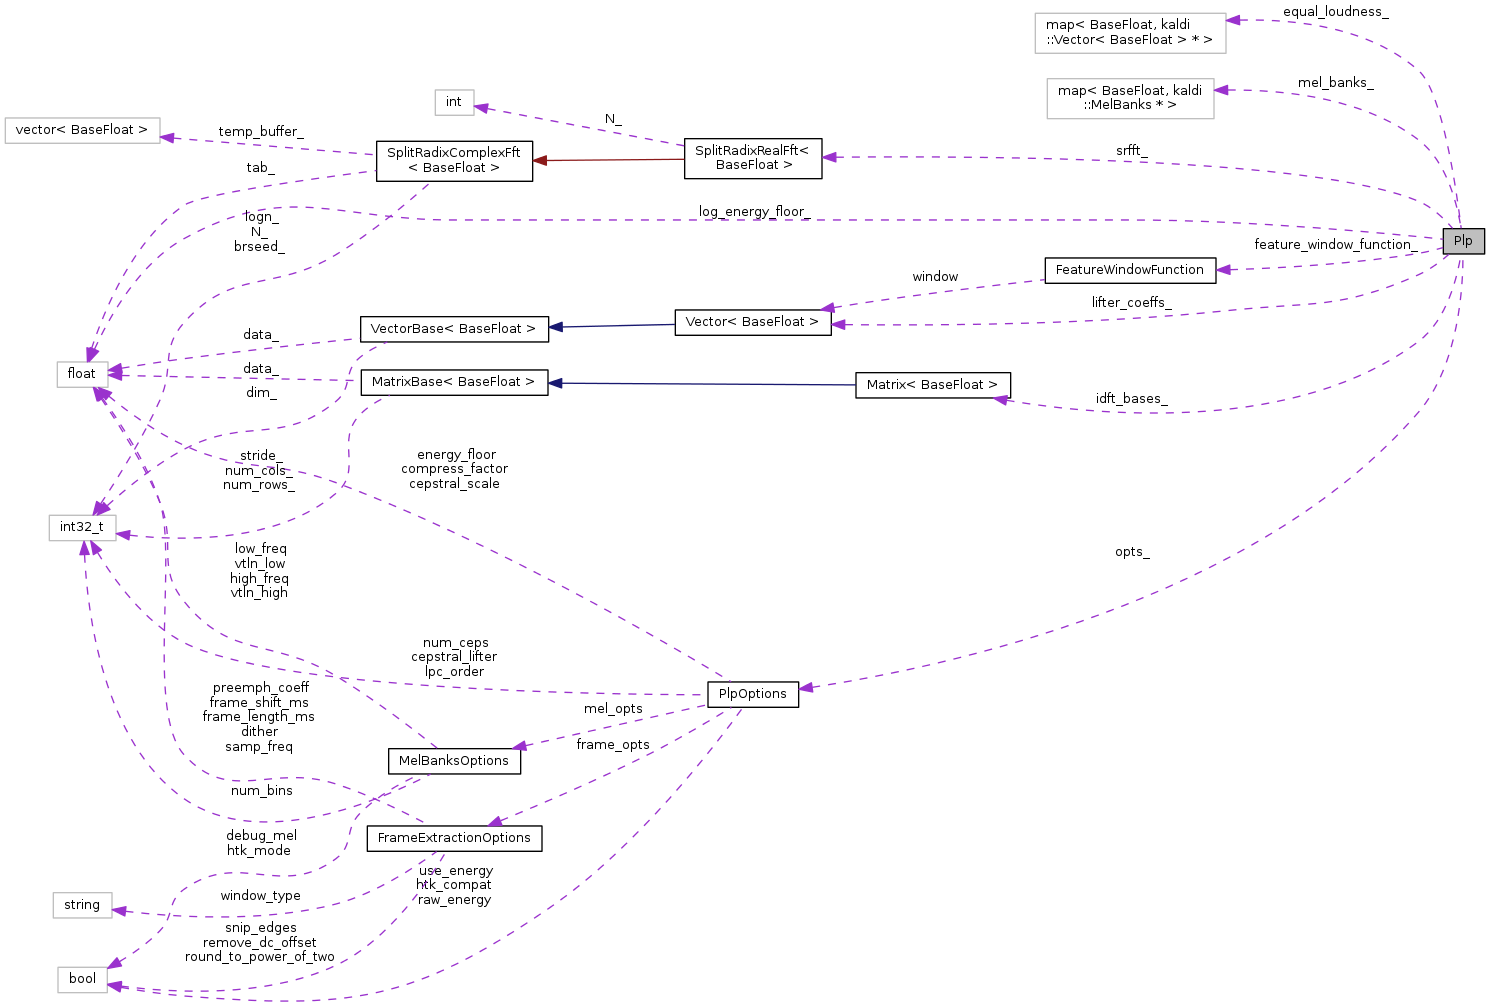 equal_loudness_
map< BaseFloat, kaldi
::Vector< BaseFloat > * >
mel_banks_
map< BaseFloat, kaldi
::MelBanks * >
int
N_
vector< BaseFloat >
temp_buffer_
SplitRadixComplexFft
< BaseFloat >
SplitRadixRealFft<
BaseFloat >
srfft_
tab_
logn_
N_
brseed_
log_energy_floor_
Plp
feature_window_function_
FeatureWindowFunction
window
lifter_coeffs_
Vector< BaseFloat >
VectorBase< BaseFloat >
data_
float
data_
MatrixBase< BaseFloat >
Matrix< BaseFloat >
dim_
idft_bases_
stride_
num_cols_
num_rows_
energy_floor
compress_factor
cepstral_scale
int32_t
low_freq
vtln_low
high_freq
vtln_high
opts_
num_ceps
cepstral_lifter
lpc_order
preemph_coeff
frame_shift_ms
frame_length_ms
dither
samp_freq
PlpOptions
mel_opts
frame_opts
MelBanksOptions
num_bins
debug_mel
htk_mode
FrameExtractionOptions
use_energy
htk_compat
raw_energy
string
window_type
snip_edges
remove_dc_offset
round_to_power_of_two
bool